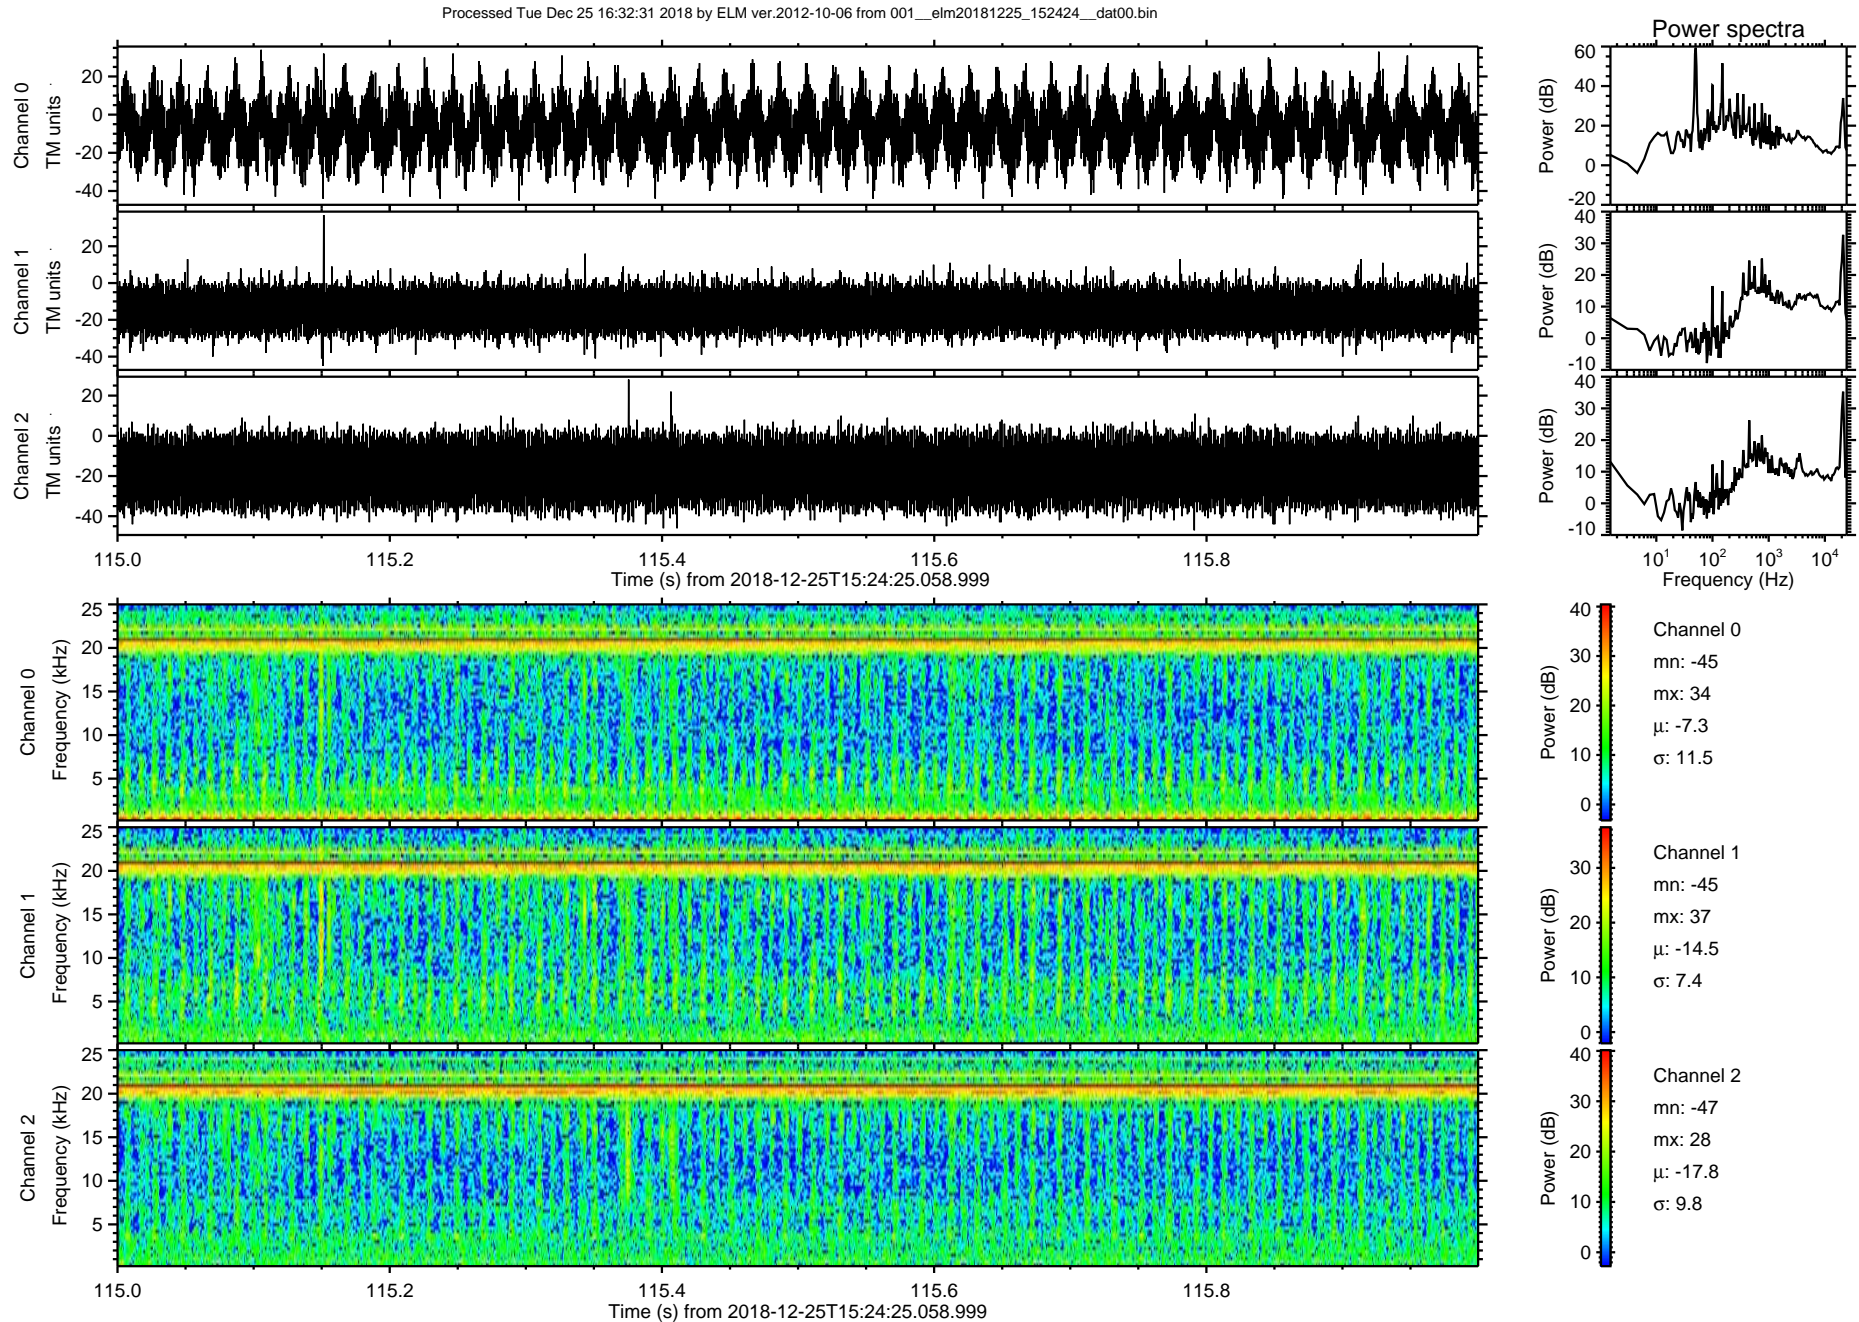 Processed Tue Dec 25 16:32:31 2018 by ELM ver.2012-10-06 from 001__elm20181225_152424__dat00.bin
Power spectra
Channel 0
TM units
20
0
-20
-40
Power (dB)
60
40
20
0
-20
Channel 1
TM units
20
0
-20
-40
Power (dB)
40
30
20
10
0
-10
Channel 2
TM units
20
0
-20
-40
Power (dB)
40
30
20
10
0
-10
115.0 115.2 115.4 115.6 115.8
Time (s) from 2018-12-25T15:24:25.058.999
10¹ 10² 10³ 10⁴
Frequency (Hz)
Channel 0
Frequency (kHz)
25
20
15
10
5
Power (dB)
40
30
20
10
0
Channel 0
mn: -45
mx: 34
µ: -7.3
σ: 11.5
Channel 1
Frequency (kHz)
25
20
15
10
5
Power (dB)
30
20
10
0
Channel 1
mn: -45
mx: 37
µ: -14.5
σ: 7.4
Channel 2
Frequency (kHz)
25
20
15
10
5
Power (dB)
40
30
20
10
0
Channel 2
mn: -47
mx: 28
µ: -17.8
σ: 9.8
115.0 115.2 115.4 115.6 115.8
Time (s) from 2018-12-25T15:24:25.058.999